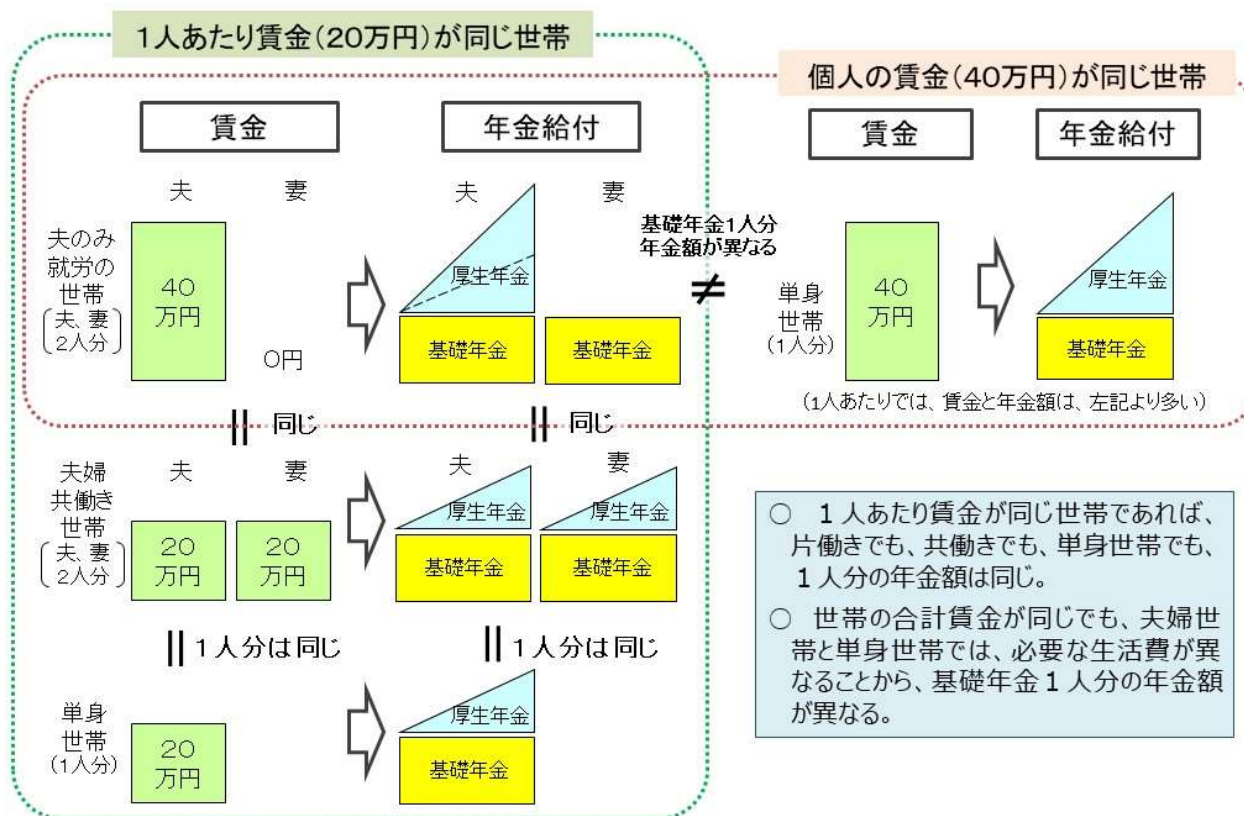 1人あたり賃金(20万円)が同じ世帯
個人の賃金(40万円)が同じ世帯
賃金
年金給付
賃金
年金給付
夫
妻
夫
妻
夫のみ
就労の
世帯
(夫、妻
2人分)
40
万円
0円
厚生年金
基礎年金
基礎年金
基礎年金1人分
年金額が異なる
≠
単身
世帯
(1人分)
40
万円
厚生年金
基礎年金
(1人あたりでは、賃金と年金額は、左記より多い)
|| 同じ
|| 同じ
夫婦
共働き
世帯
(夫、妻
2人分)
夫
妻
20
万円
20
万円
夫
妻
厚生年金
厚生年金
基礎年金
基礎年金
|| 1人分は同じ
|| 1人分は同じ
単身
世帯
(1人分)
20
万円
厚生年金
基礎年金
○ 1人あたり賃金が同じ世帯であれば、
片働きでも、共働きでも、単身世帯でも、
1人分の年金額は同じ。
○ 世帯の合計賃金が同じでも、夫婦世
帯と単身世帯では、必要な生活費が異
なることから、基礎年金1人分の年金額
が異なる。